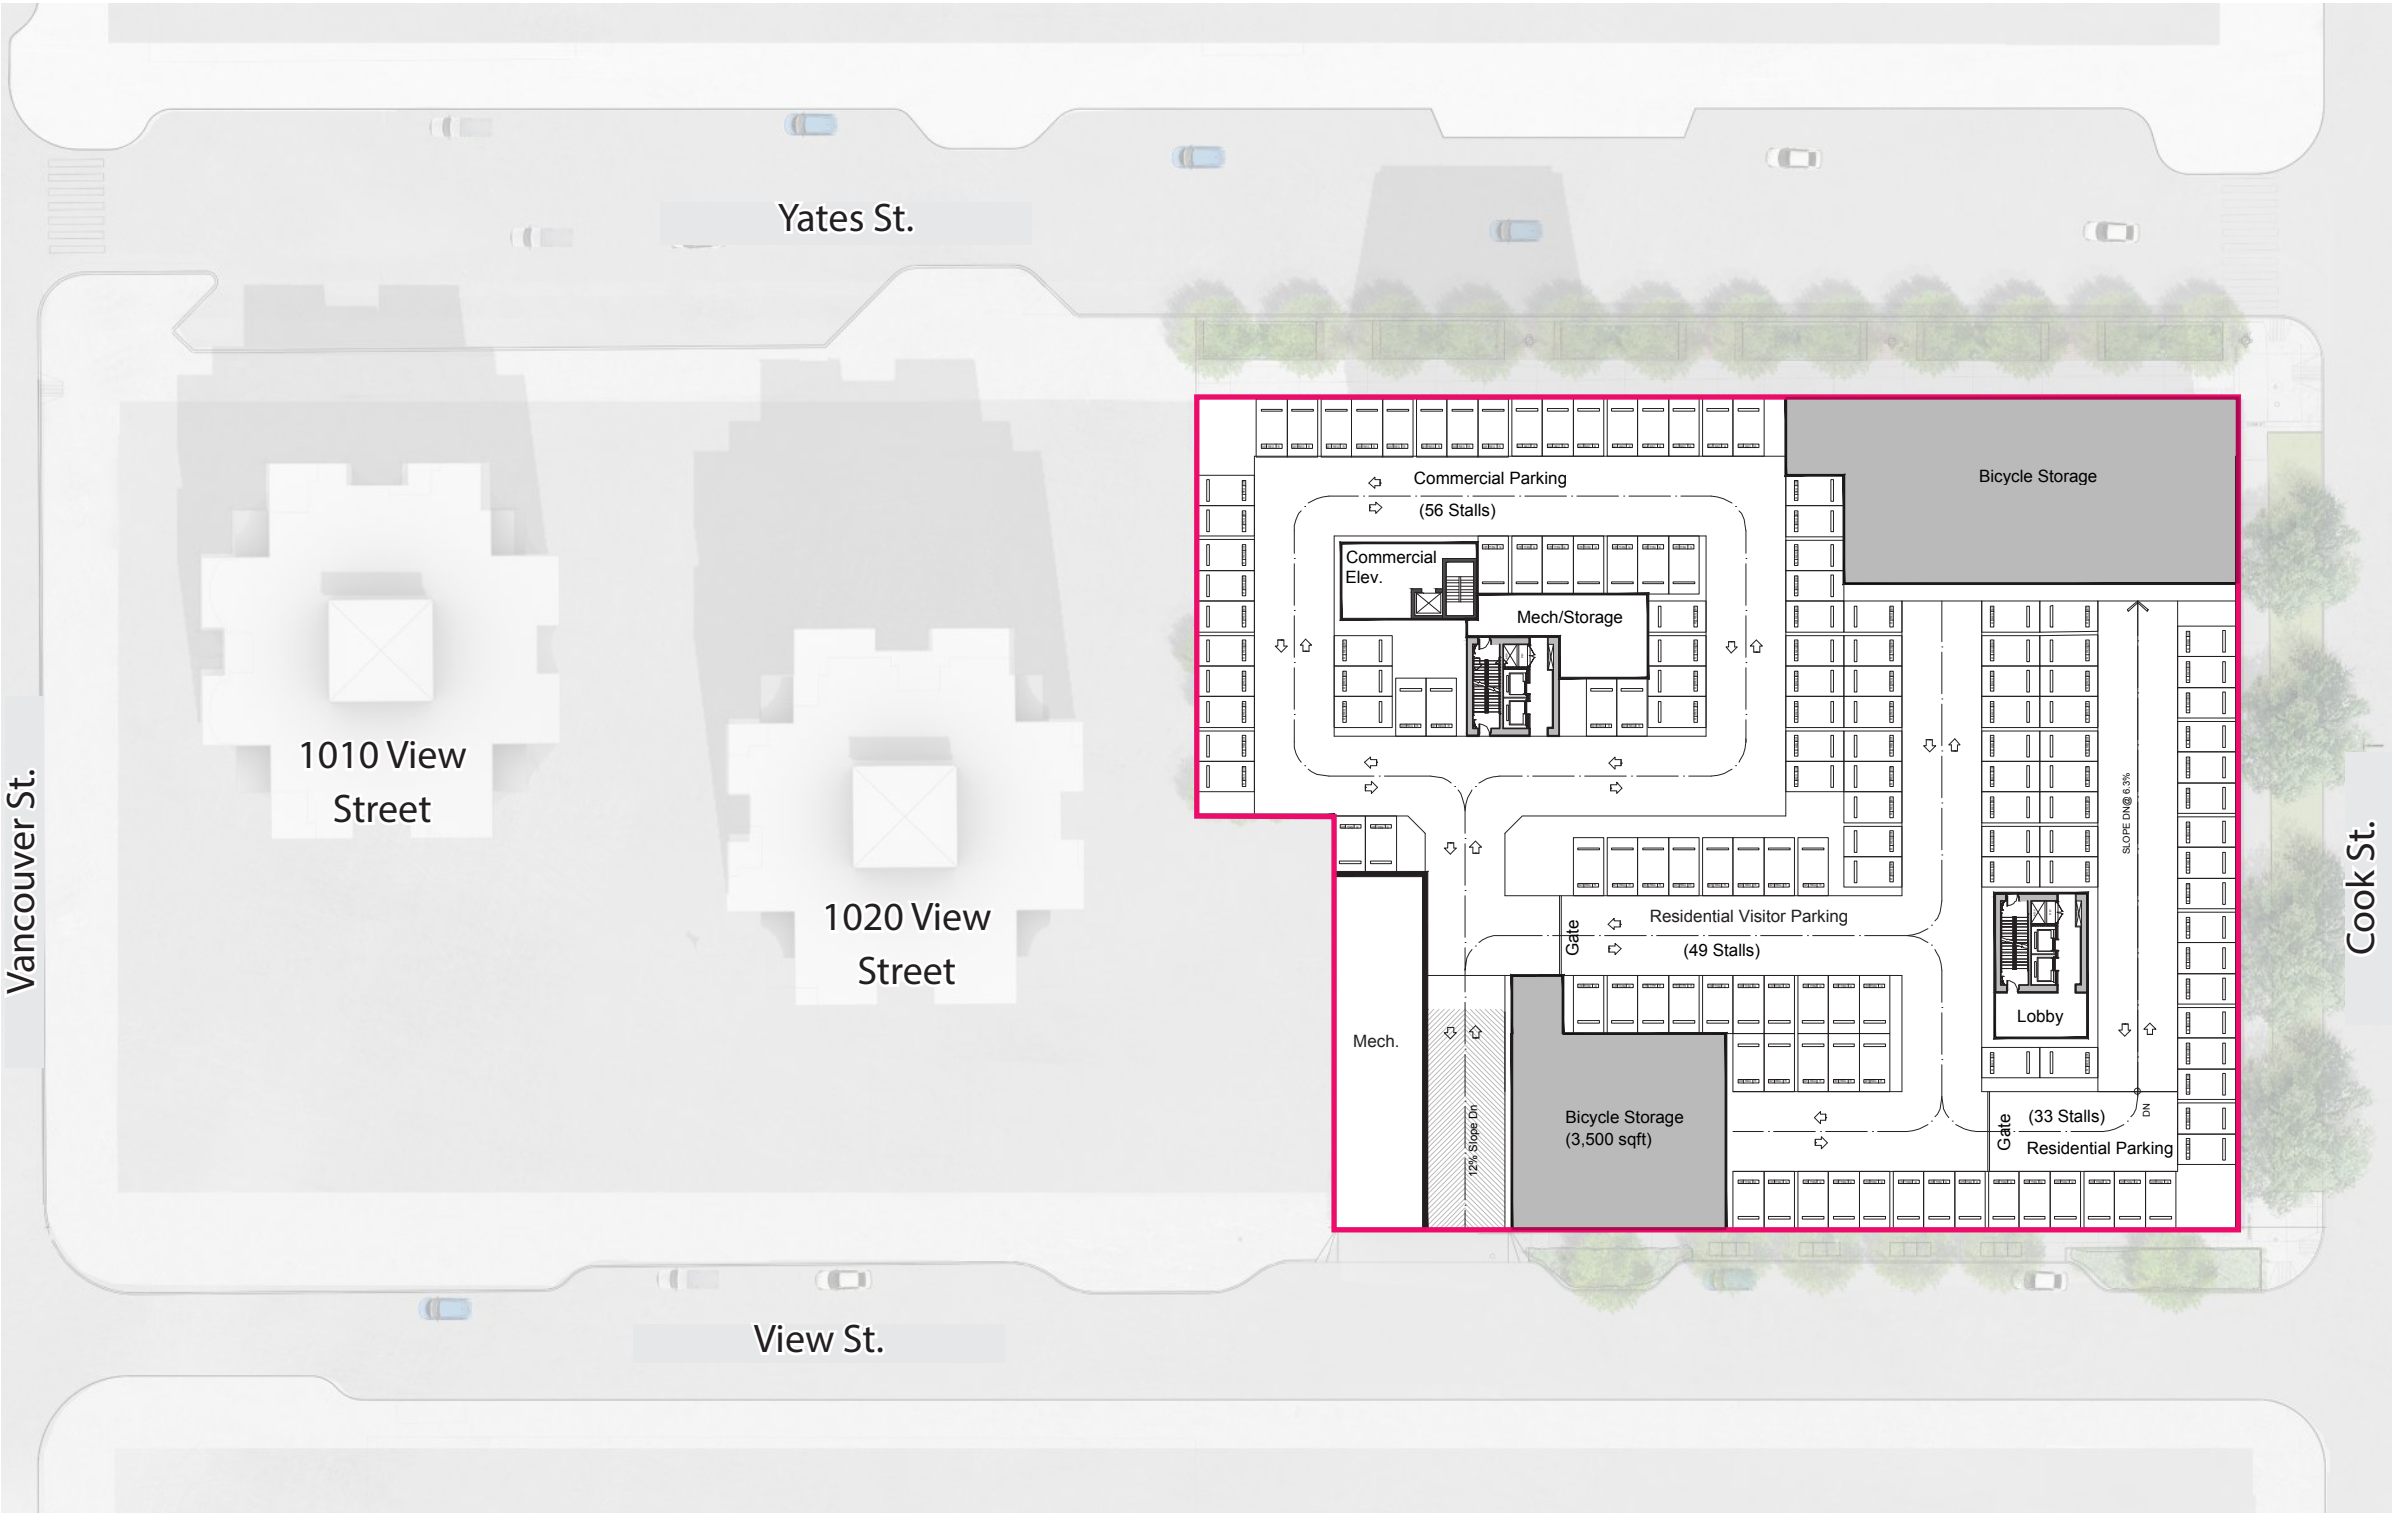 Yates St.
Commercial Parking
(56 Stalls)
Bicycle Storage
Commercial
Elev.
Mech/Storage
1010 View
Street
1020 View
Street
Vancouver St.
Cook St.
SLOPE DN@ 6.3%
Gate
Residential Visitor Parking
(49 Stalls)
Lobby
Mech.
12% Slope Dn
Bicycle Storage
(3,500 sqft)
Gate
(33 Stalls)
DN
Residential Parking
View St.